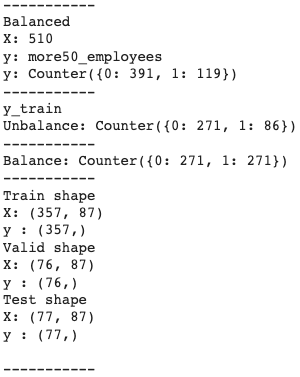 -----------
Balanced
X: 510
y: more50_employees
y: Counter({0: 391, 1: 119})
-----------
y_train
Unbalance: Counter({0: 271, 1: 86})
-----------
Balance: Counter({0: 271, 1: 271})
-----------
Train shape
X: (357, 87)
y : (357,)
Valid shape
X: (76, 87)
y : (76,)
Test shape
X: (77, 87)
y : (77,)
-----------